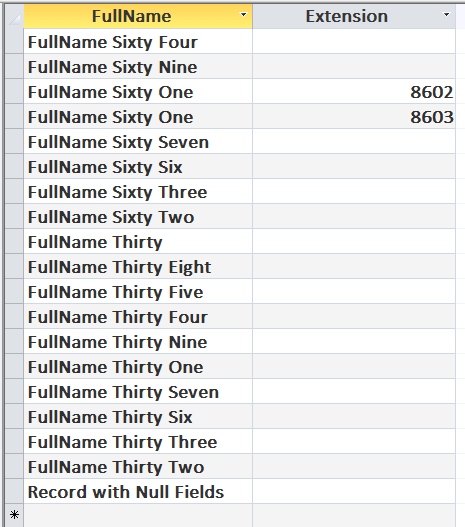 FullName Extension
FullName Sixty Four
FullName Sixty Nine
FullName Sixty One 8602
FullName Sixty One 8603
FullName Sixty Seven
FullName Sixty Six
FullName Sixty Three
FullName Sixty Two
FullName Thirty
FullName Thirty Eight
FullName Thirty Five
FullName Thirty Four
FullName Thirty Nine
FullName Thirty One
FullName Thirty Seven
FullName Thirty Six
FullName Thirty Three
FullName Thirty Two
Record with Null Fields
*